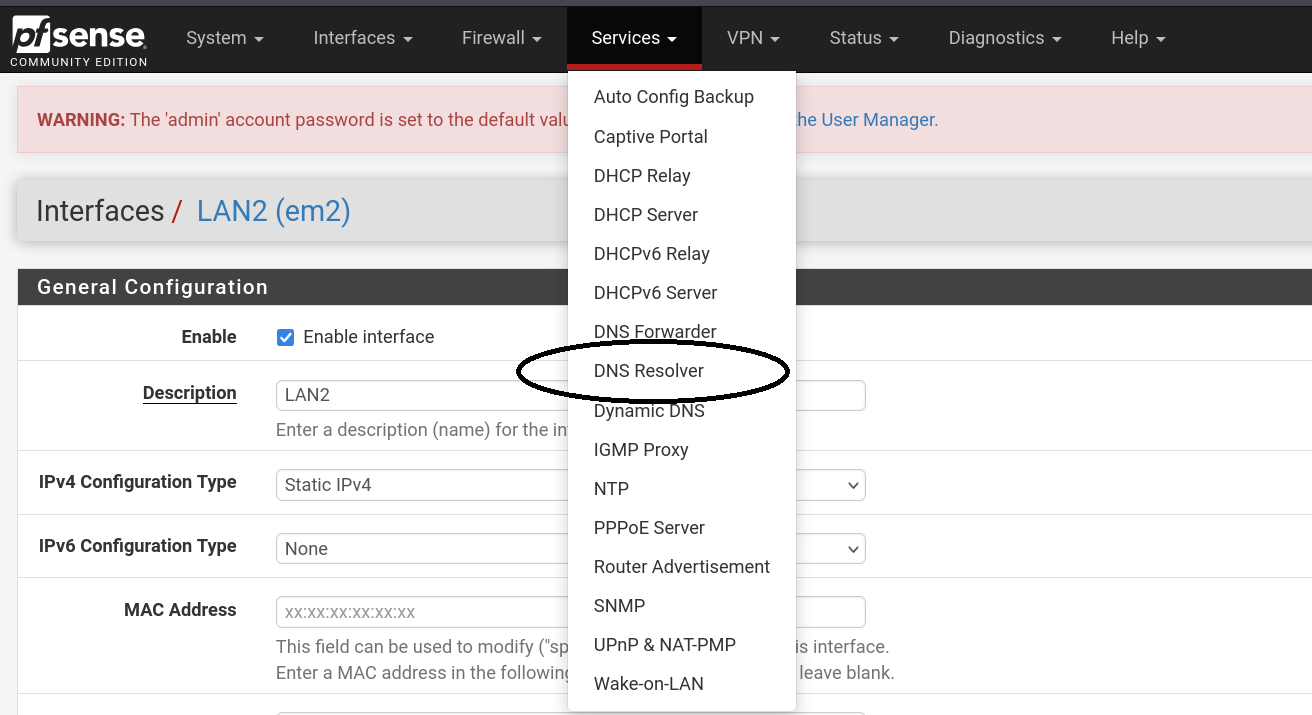 pfsense
COMMUNITY EDITION
System
Interfaces
Firewall
Services
VPN
Status
Diagnostics
Help
WARNING: The 'admin' account password is set to the default valu
he User Manager.
Interfaces / LAN2 (em2)
General Configuration
Enable
Enable interface
Description
LAN2
Enter a description (name) for the in
IPv4 Configuration Type
Static IPv4
IPv6 Configuration Type
None
MAC Address
xx:xx:xx:xx:xx:xx
This field can be used to modify ("sp
is interface.
Enter a MAC address in the following
leave blank.
Auto Config Backup
Captive Portal
DHCP Relay
DHCP Server
DHCPv6 Relay
DHCPv6 Server
DNS Forwarder
DNS Resolver
Dynamic DNS
IGMP Proxy
NTP
PPPoE Server
Router Advertisement
SNMP
UPnP & NAT-PMP
Wake-on-LAN